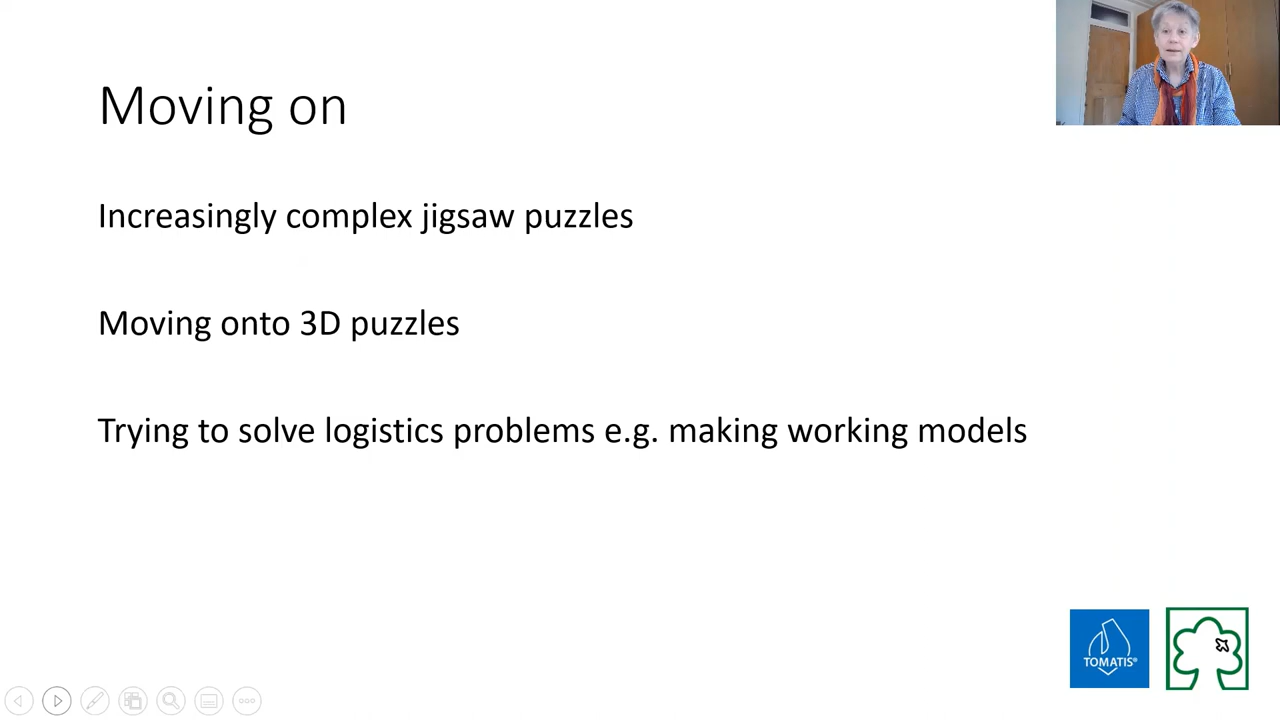 Moving on
Increasingly complex jigsaw puzzles
Moving onto 3D puzzles
Trying to solve logistics problems e.g. making working models
TOMATIS®